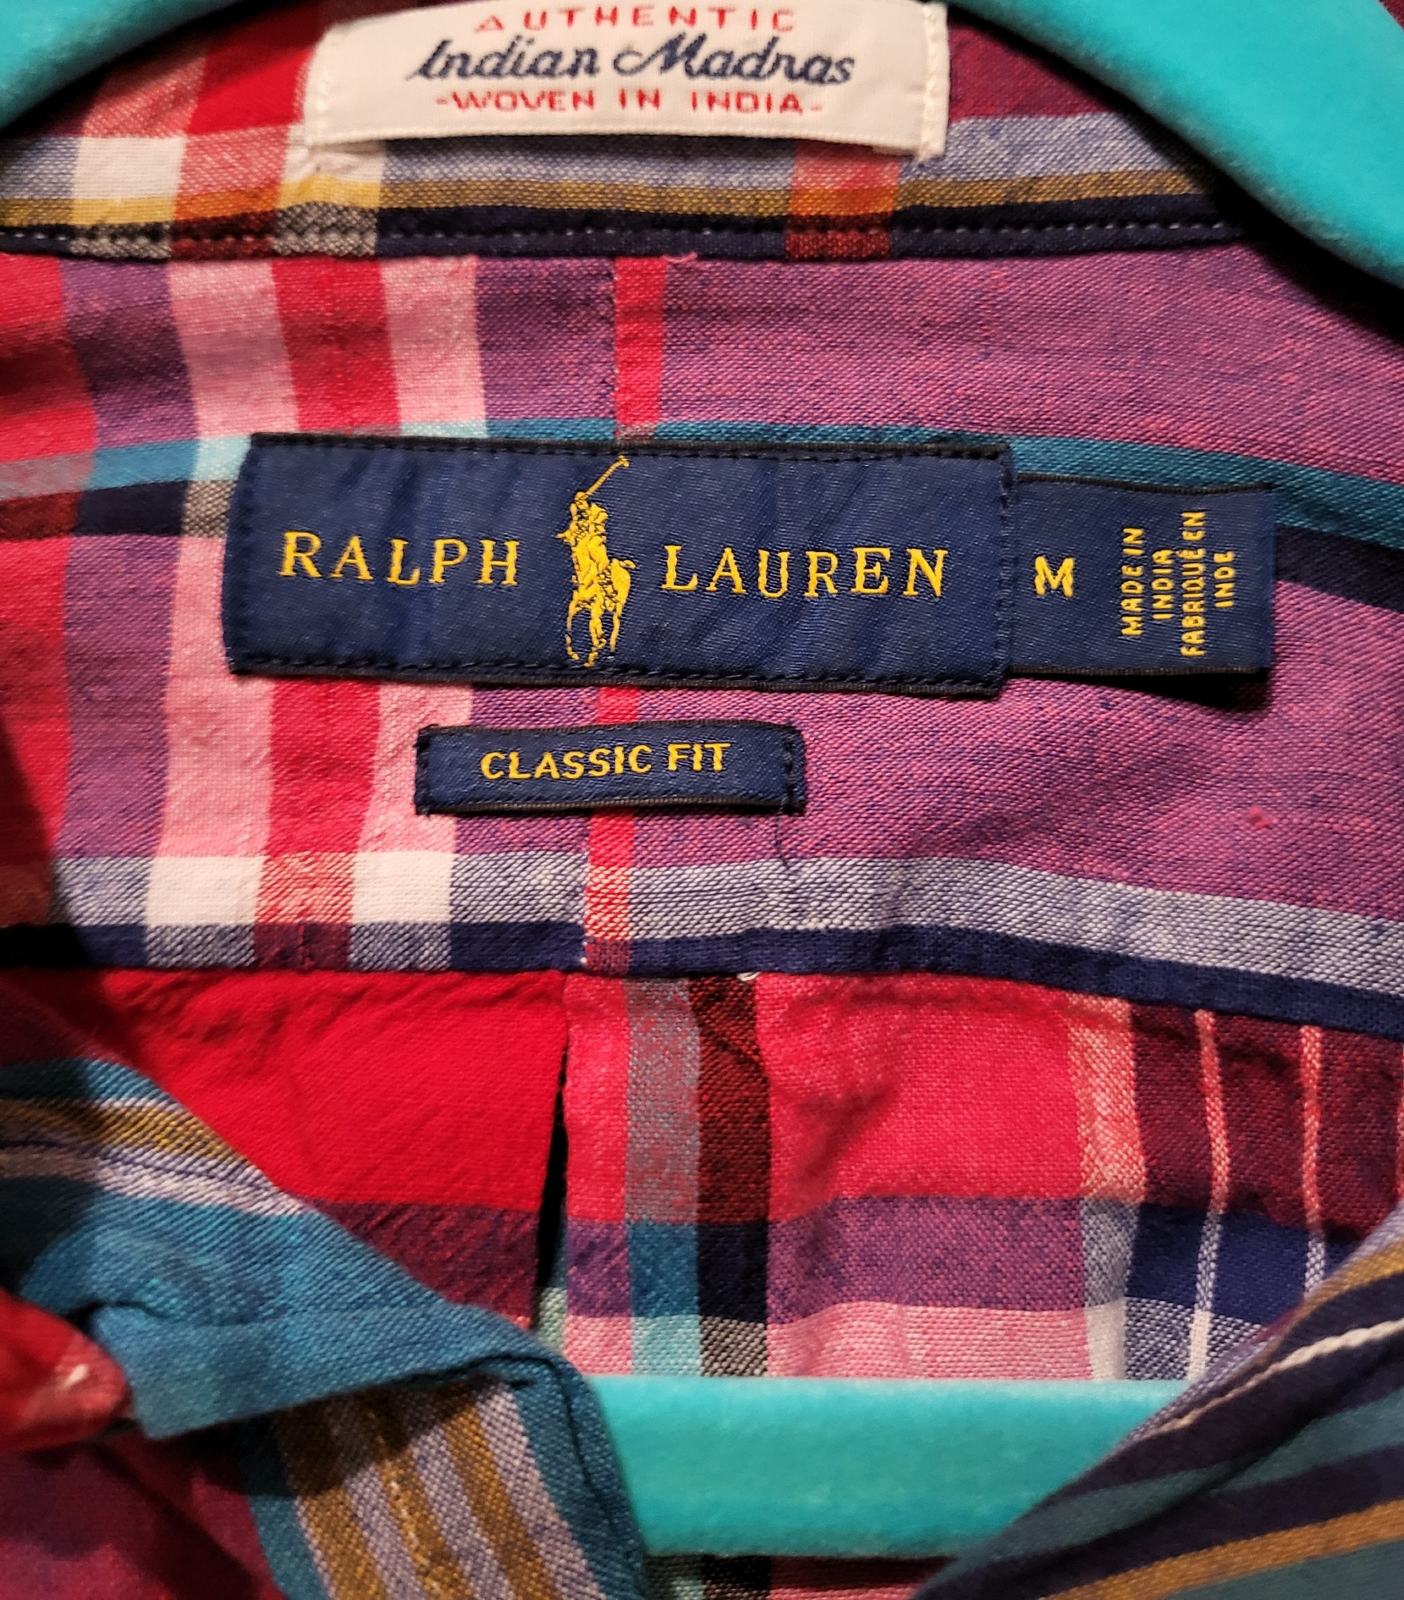 AUTHENTIC
Indian Madras
-WOVEN IN INDIA-
RALPH LAUREN
M
MADE IN
INDIA
FABRIQUÉ EN
INDE
CLASSIC FIT